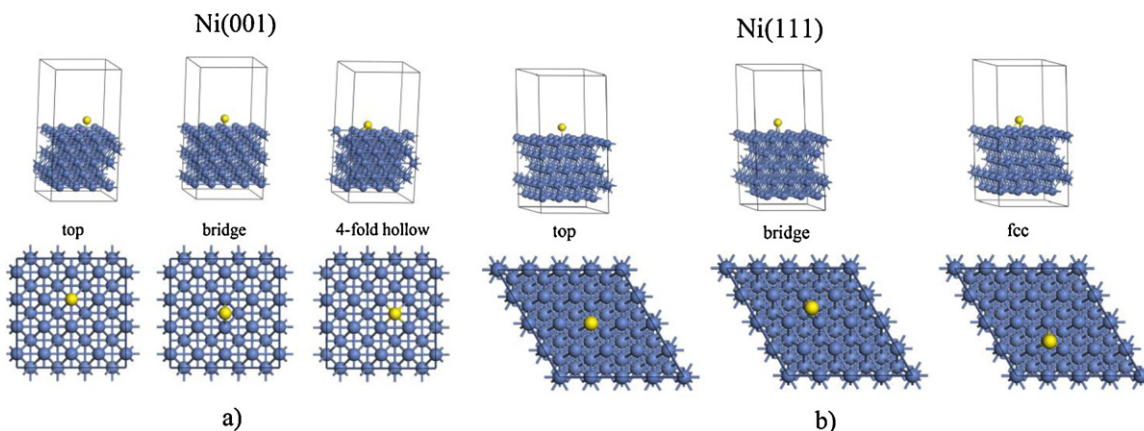 Ni(001)
Ni(111)
top bridge 4-fold hollow top bridge fcc
a)
b)